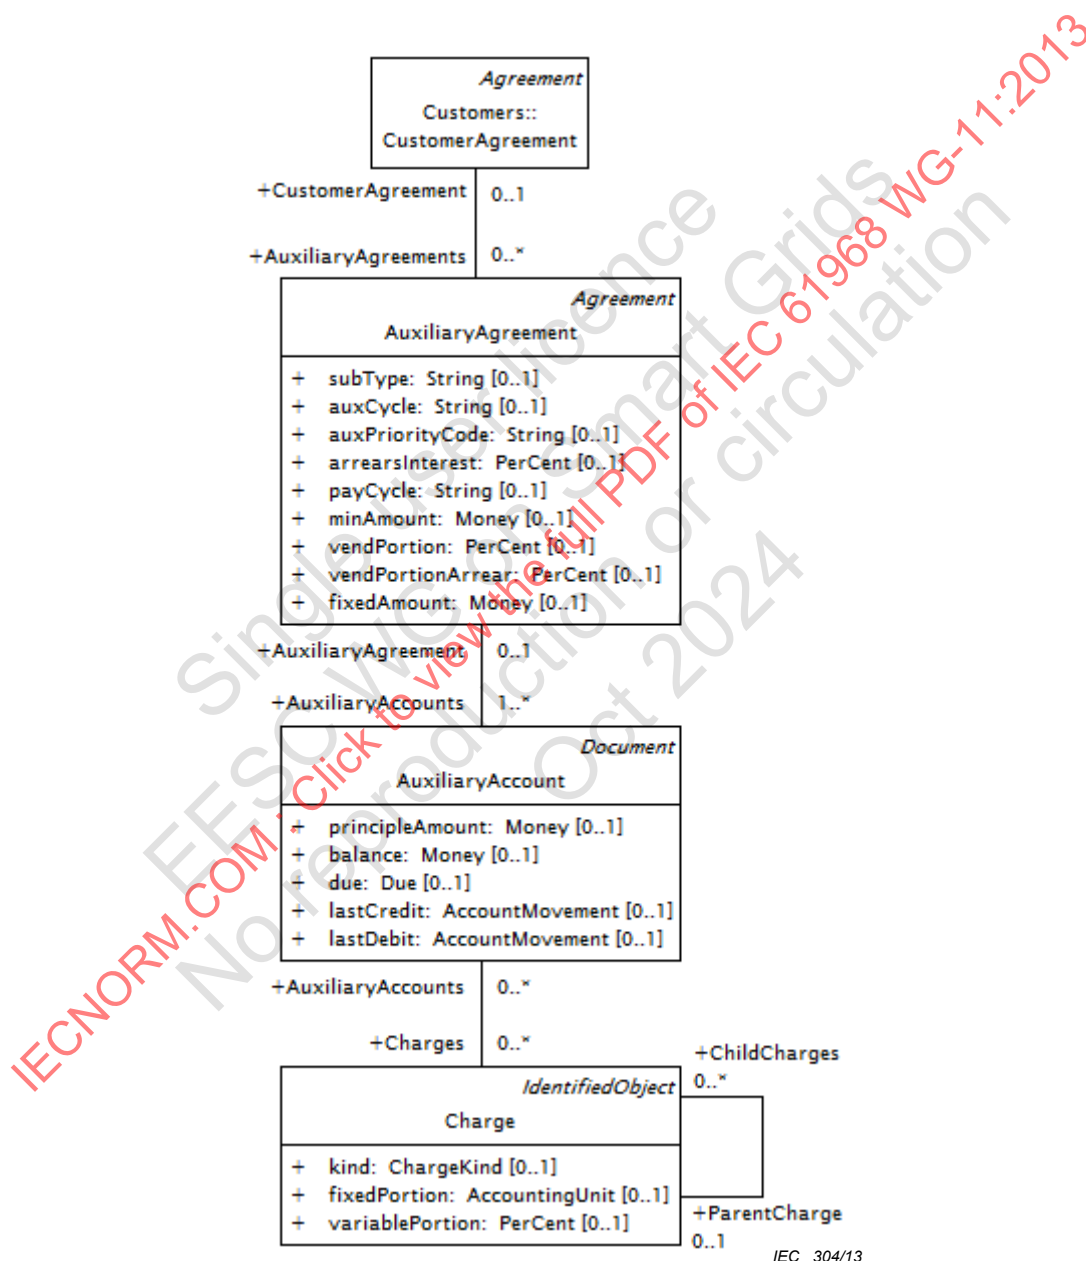 Agreement
Customers::
CustomerAgreement
+CustomerAgreement 0..1
+AuxiliaryAgreements 0..*
Agreement
AuxiliaryAgreement
+ subType: String [0..1]
+ auxCycle: String [0..1]
+ auxPriorityCode: String [0..1]
+ arrearsInterest: PerCent [0..1]
+ payCycle: String [0..1]
+ minAmount: Money [0..1]
+ vendPortion: PerCent [0..1]
+ vendPortionArrear: PerCent [0..1]
+ fixedAmount: Money [0..1]
+AuxiliaryAgreement 0..1
+AuxiliaryAccounts 1..*
Document
AuxiliaryAccount
+ principleAmount: Money [0..1]
+ balance: Money [0..1]
+ due: Due [0..1]
+ lastCredit: AccountMovement [0..1]
+ lastDebit: AccountMovement [0..1]
+AuxiliaryAccounts 0..*
+Charges 0..*
+ChildCharges
0..*
IdentifiedObject
Charge
+ kind: ChargeKind [0..1]
+ fixedPortion: AccountingUnit [0..1]
+ variablePortion: PerCent [0..1]
+ParentCharge
0..1
IEC 304/13
Single user licence
EESC WG on Smart Grids
No reproduction or circulation
Oct 2024
IECNORM.COM : Click to view the full PDF of IEC 61968 WG-11:2013